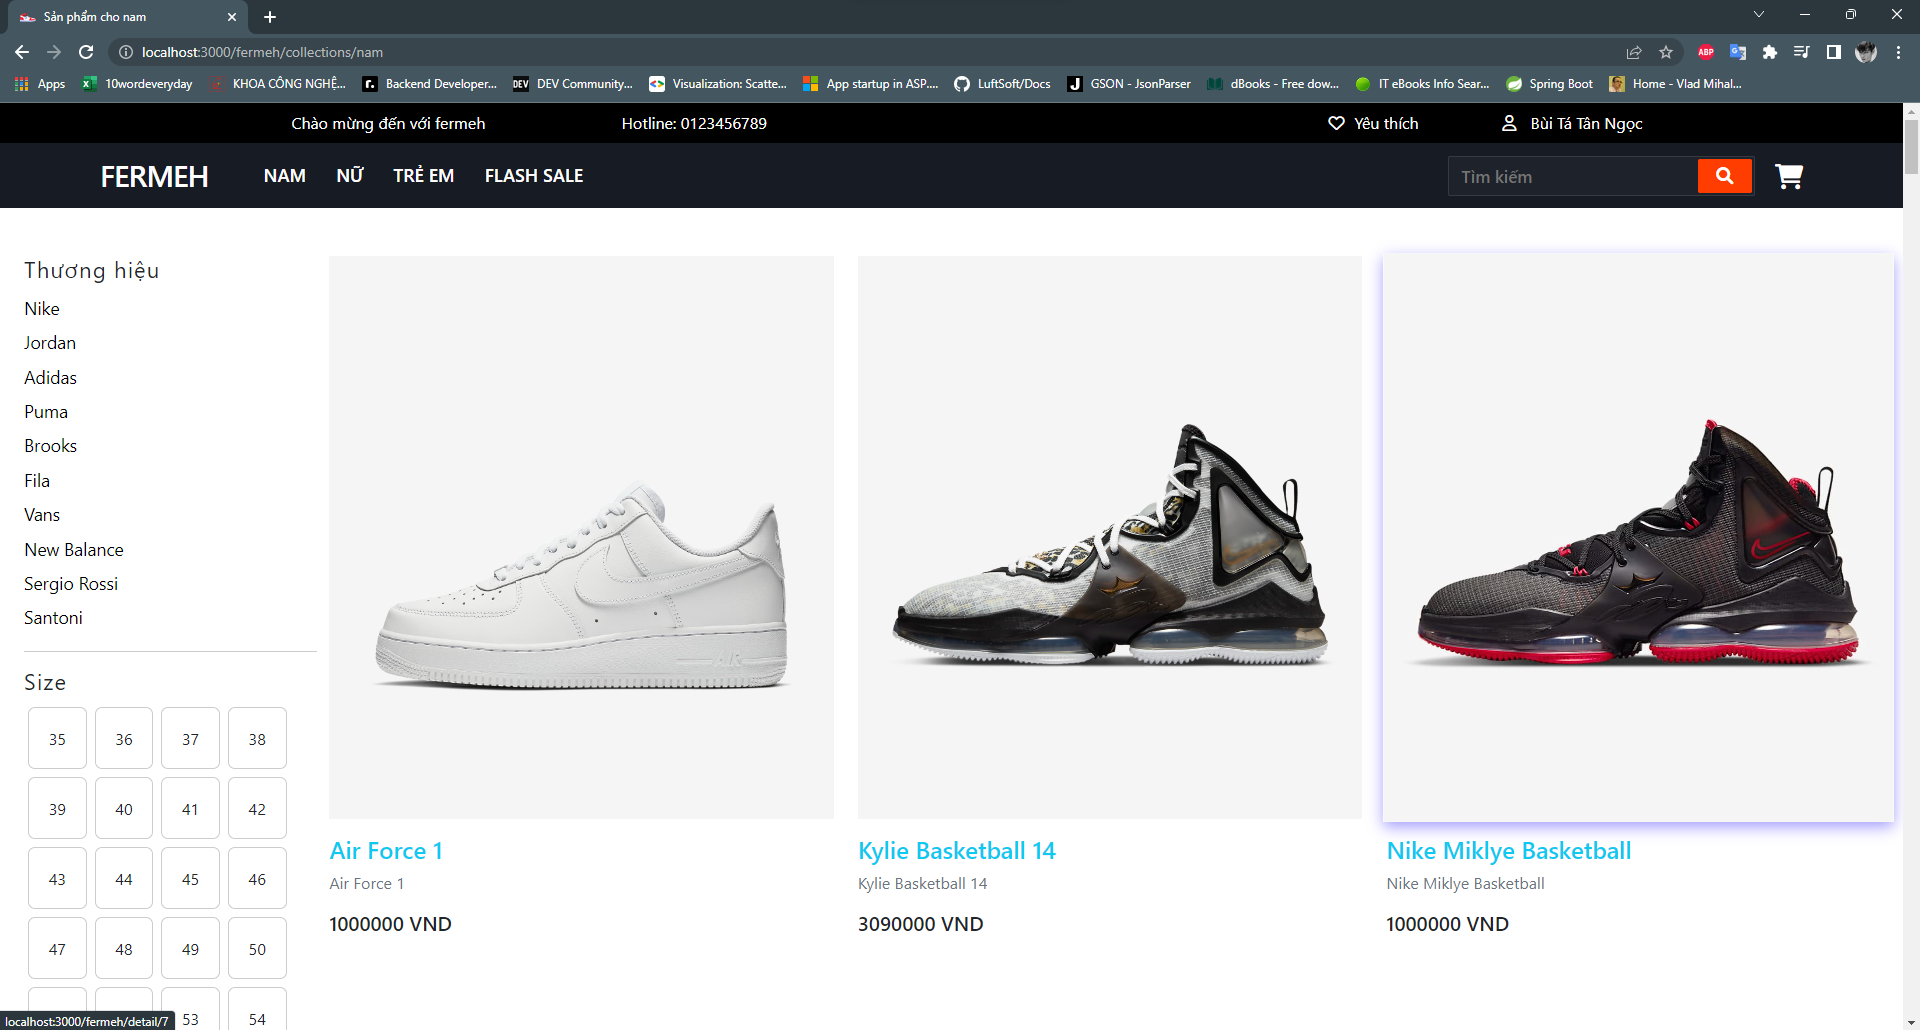 Sản phẩm cho nam
localhost:3000/fermeh/collections/nam
ABP
Apps
10wordeveryday
KHOA CÔNG NGHỆ...
r.
Backend Developer...
DEV
DEV Community...
Visualization: Scatte...
App startup in ASP....
LuftSoft/Docs
J
GSON - JsonParser
dBooks - Free dow...
IT eBooks Info Sear...
Spring Boot
Home - Vlad Mihal...
Chào mừng đến với fermeh
Hotline: 0123456789
Yêu thích
Bùi Tá Tân Ngọc
FERMEH
NAM
NỮ
TRẺ EM
FLASH SALE
Tìm kiếm
Thương hiệu
Nike
Jordan
Adidas
Puma
Brooks
Fila
Vans
New Balance
Sergio Rossi
Santoni
Size
35 36 37 38
39 40 41 42
43 44 45 46
47 48 49 50
53 54
AIR
Air Force 1
Air Force 1
1000000 VND
Kylie Basketball 14
Kylie Basketball 14
3090000 VND
Nike Miklye Basketball
Nike Miklye Basketball
1000000 VND
localhost:3000/fermeh/detail/7